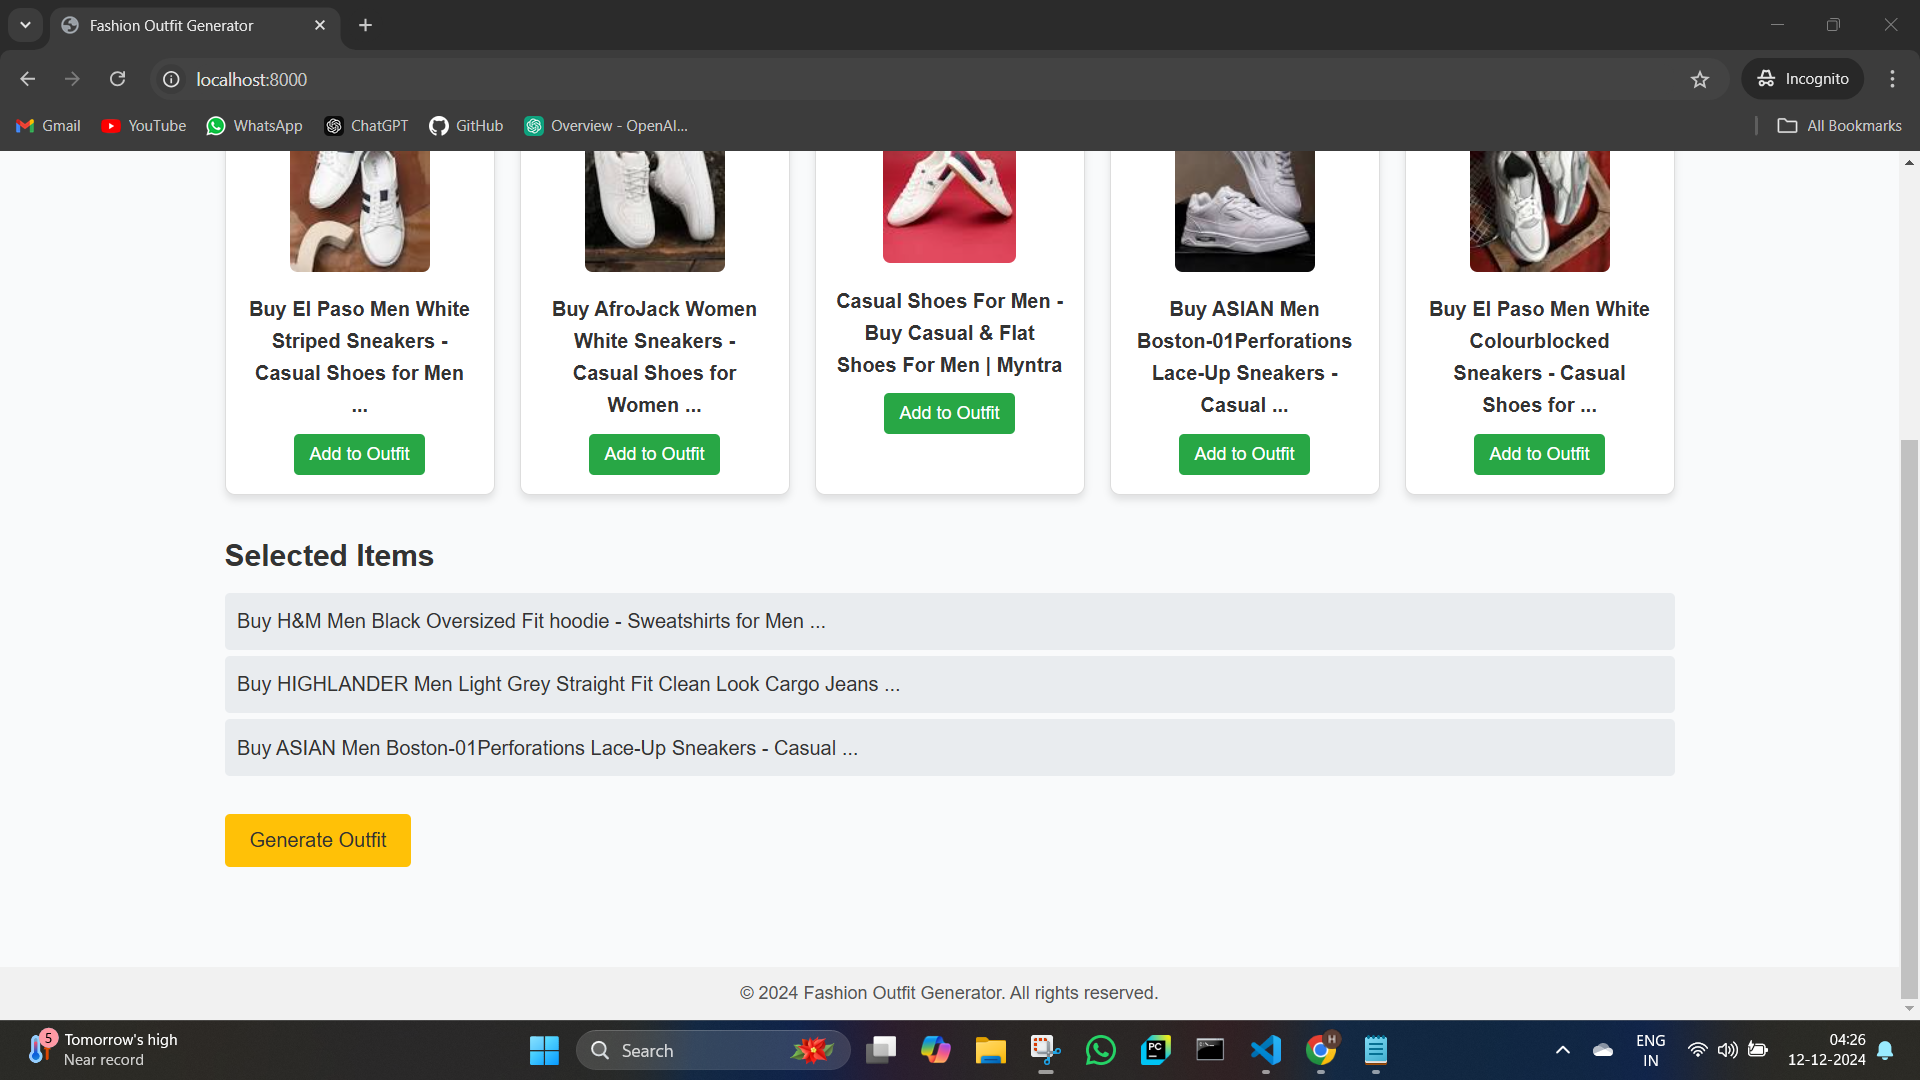 Fashion Outfit Generator
localhost:8000
Incognito
Gmail
YouTube
WhatsApp
ChatGPT
GitHub
Overview - OpenAI...
All Bookmarks
Buy El Paso Men White
Striped Sneakers -
Casual Shoes for Men
...
Add to Outfit
Buy AfroJack Women
White Sneakers -
Casual Shoes for
Women ...
Add to Outfit
Casual Shoes For Men -
Buy Casual & Flat
Shoes For Men | Myntra
Add to Outfit
Buy ASIAN Men
Boston-01Perforations
Lace-Up Sneakers -
Casual ...
Add to Outfit
Buy El Paso Men White
Colourblocked
Sneakers - Casual
Shoes for ...
Add to Outfit
Selected Items
Buy H&M Men Black Oversized Fit hoodie - Sweatshirts for Men ...
Buy HIGHLANDER Men Light Grey Straight Fit Clean Look Cargo Jeans ...
Buy ASIAN Men Boston-01Perforations Lace-Up Sneakers - Casual ...
Generate Outfit
© 2024 Fashion Outfit Generator. All rights reserved.
5
Tomorrow's high
Near record
Search
PC
H
ENG
IN
04:26
12-12-2024